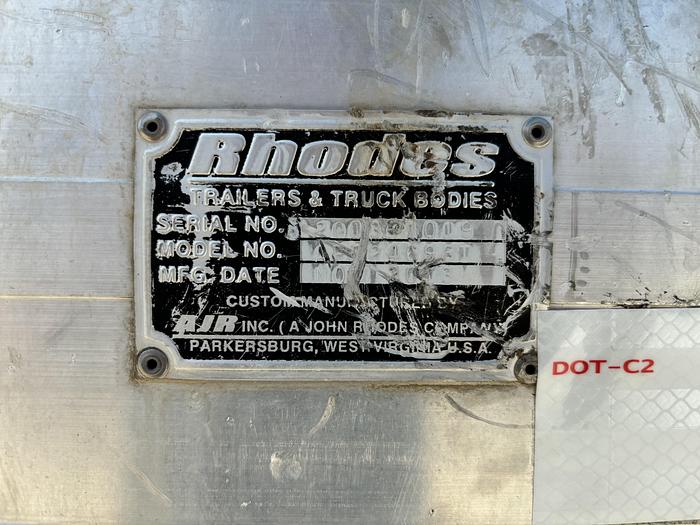 Rhodes
TRAILERS & TRUCK BODIES
SERIAL NO.
MODEL NO.
MFG. DATE
CUSTOM MANUFACTURED BY
AJR INC. ( A JOHN RHODES COMPANY
PARKERSBURG, WEST VIRGINIA U.S.A.
DOT-C2